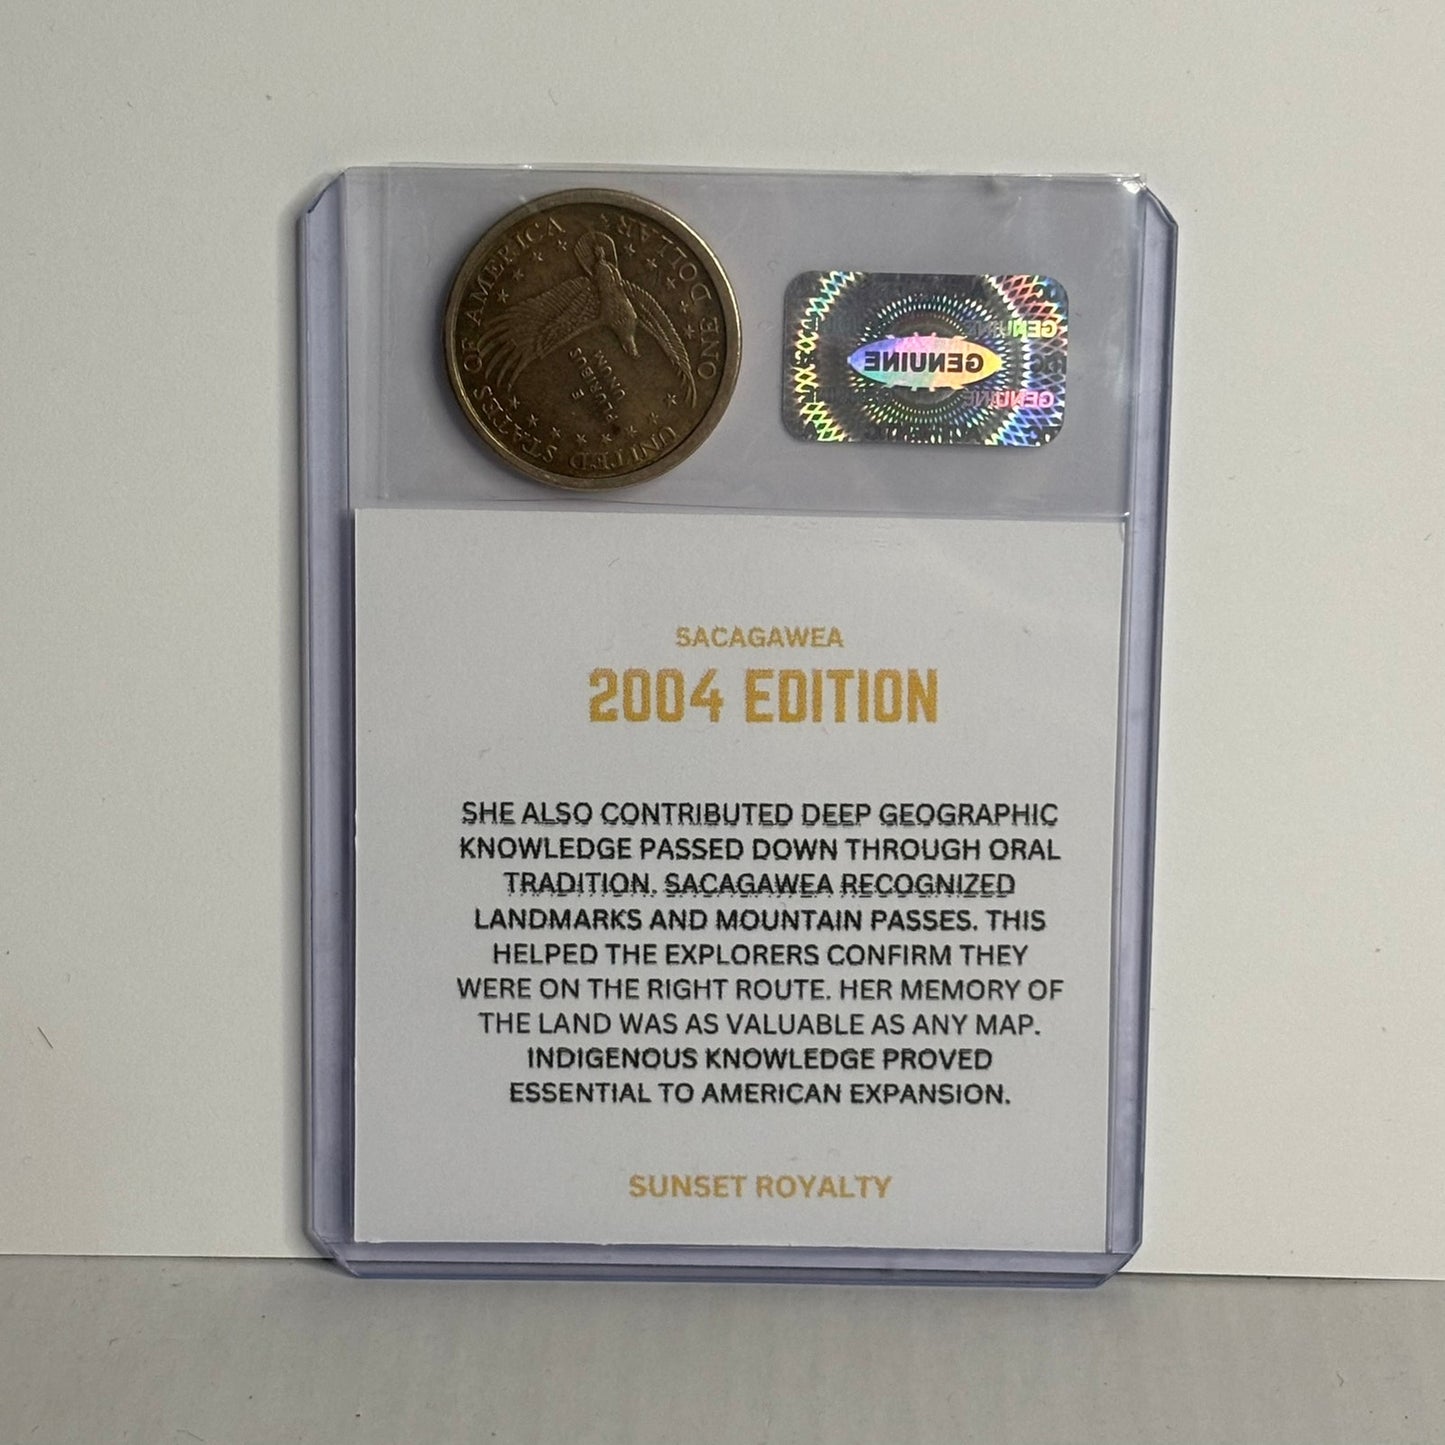 UNITED STATES OF AMERICA
E
PLURIBUS
UNUM
ONE DOLLAR
GENUINE
GENUINE
GENUINE
SACAGAWEA
2004 EDITION
SHE ALSO CONTRIBUTED DEEP GEOGRAPHIC
KNOWLEDGE PASSED DOWN THROUGH ORAL
TRADITION. SACAGAWEA RECOGNIZED
LANDMARKS AND MOUNTAIN PASSES. THIS
HELPED THE EXPLORERS CONFIRM THEY
WERE ON THE RIGHT ROUTE. HER MEMORY OF
THE LAND WAS AS VALUABLE AS ANY MAP.
INDIGENOUS KNOWLEDGE PROVED
ESSENTIAL TO AMERICAN EXPANSION.
SUNSET ROYALTY